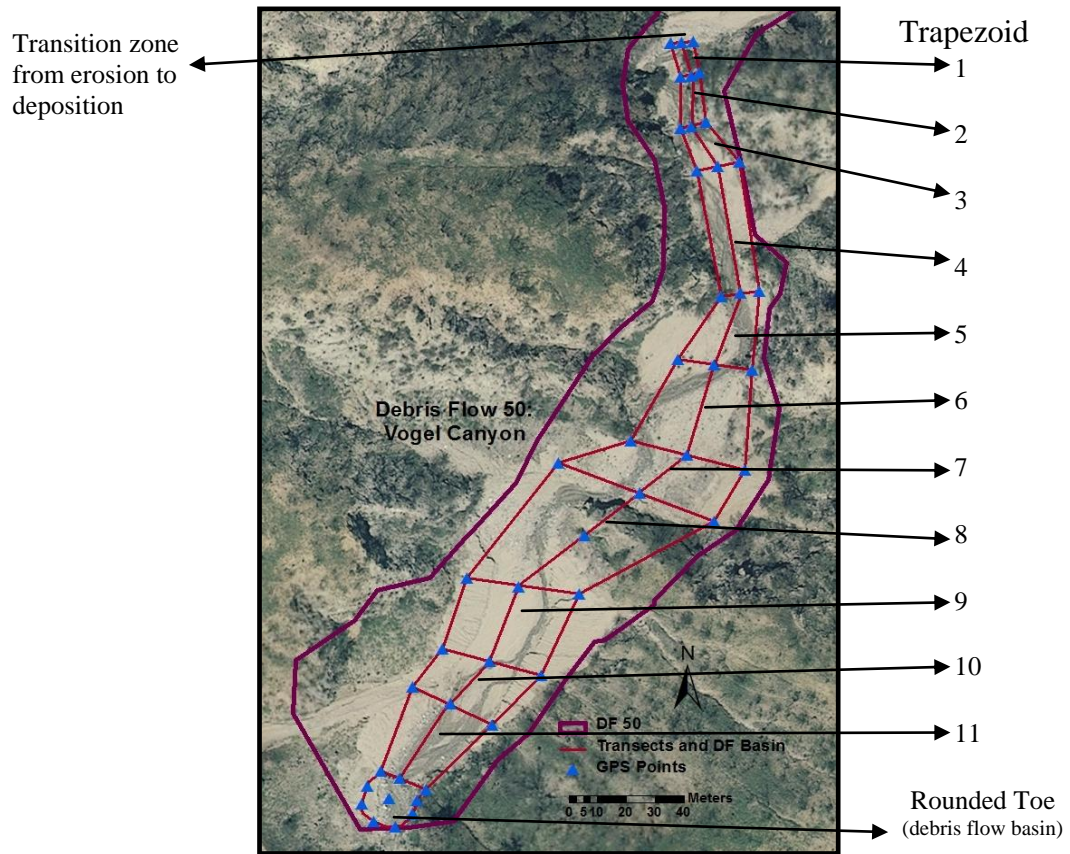 Transition zone
from erosion to
deposition
Trapezoid
1
2
3
4
5
6
7
8
9
10
11
Debris Flow 50:
Vogel Canyon
N
DF 50
Transects and DF Basin
GPS Points
0 5 10 20 30 40 Meters
Rounded Toe
(debris flow basin)